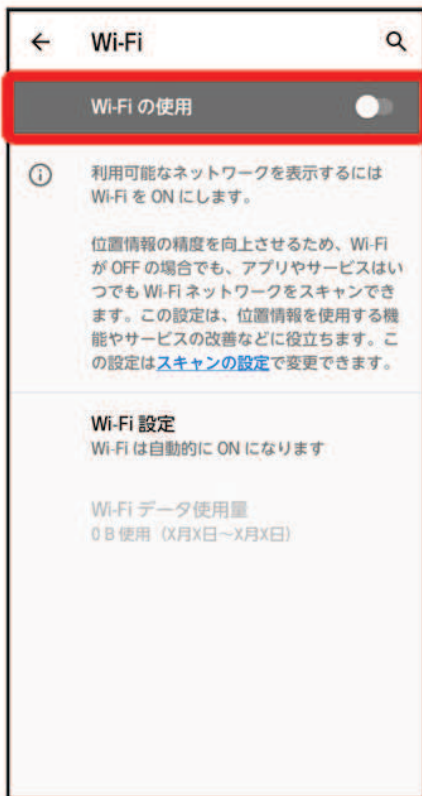 Wi-Fi
Wi-Fi の使用
利用可能なネットワークを表示するには
Wi-Fi を ON にします。
位置情報の精度を向上させるため、Wi-Fi
が OFF の場合でも、アプリやサービスはい
つでも Wi-Fi ネットワークをスキャンでき
ます。この設定は、位置情報を使用する機
能やサービスの改善などに役立ちます。こ
の設定はスキャンの設定で変更できます。
Wi-Fi 設定
Wi-Fi は自動的に ON になります
Wi-Fi データ使用量
0 B 使用（X月X日～X月X日）